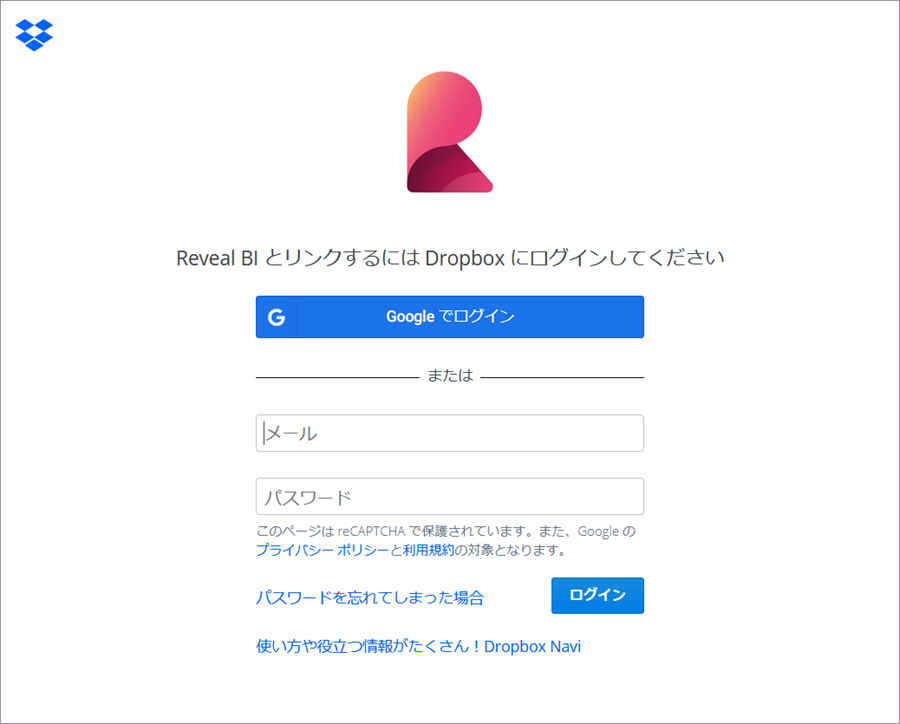 Reveal BI とリンクするには Dropbox にログインしてください
G
Google でログイン
または
メール
パスワード
このページは reCAPTCHA で保護されています。また、Google の
プライバシー ポリシーと利用規約の対象となります。
パスワードを忘れてしまった場合
ログイン
使い方や役立つ情報がたくさん！Dropbox Navi